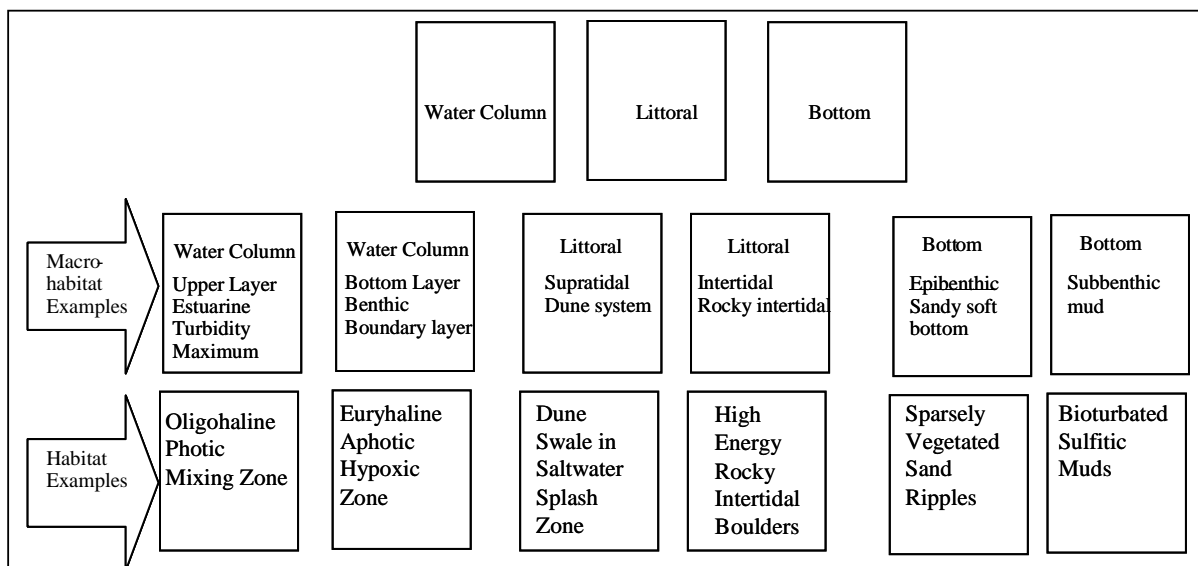 Water Column
Littoral
Bottom
Macro-
habitat
Examples
Water Column
Upper Layer
Estuarine
Turbidity
Maximum
Water Column
Bottom Layer
Benthic
Boundary layer
Littoral
Supratidal
Dune system
Littoral
Intertidal
Rocky intertidal
Bottom
Epibenthic
Sandy soft
bottom
Bottom
Subbenthic
mud
Habitat
Examples
Oligohaline
Photic
Mixing Zone
Euryhaline
Aphotic
Hypoxic
Zone
Dune
Swale in
Saltwater
Splash
Zone
High
Energy
Rocky
Intertidal
Boulders
Sparsely
Vegetated
Sand
Ripples
Bioturbated
Sulfitic
Muds